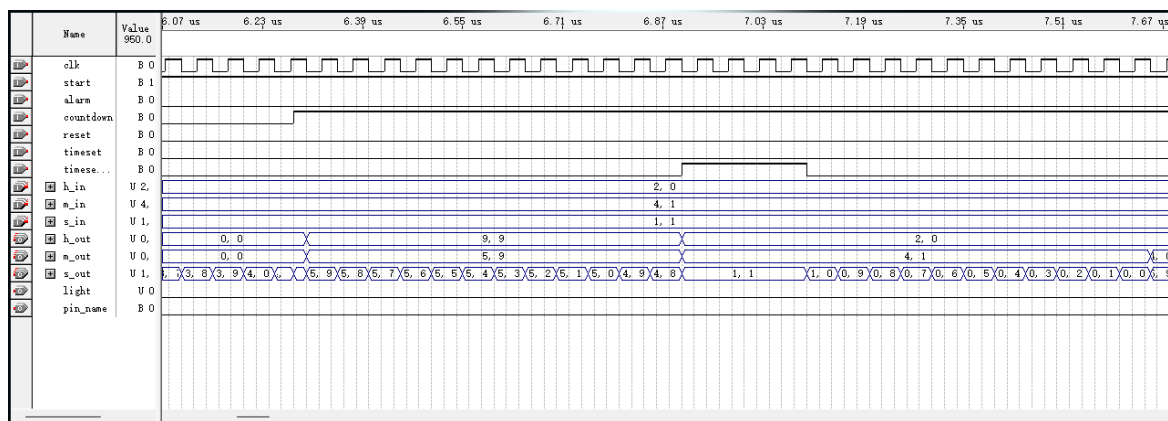 Name Value 950.0 6.07 us 6.23 us 6.39 us 6.55 us 6.71 us 6.87 us 7.03 us 7.19 us 7.35 us 7.51 us 7.67 us
clk B 0
start B 1
alarm B 0
countdown B 0
reset B 0
timeset B 0
timese... B 0
h_in U 2, 2, 0
m_in U 4, 4, 1
s_in U 1, 1, 1
h_out U 0, 0, 0 9, 9 2, 0
m_out U 0, 0, 0 5, 9 4, 1
s_out U 1, 3, 8 3, 9 4, 0 5, 9 5, 8 5, 7 5, 6 5, 5 5, 4 5, 3 5, 2 5, 1 5, 0 4, 9 4, 8 1, 1 1, 0 0, 9 0, 8 0, 7 0, 6 0, 5 0, 4 0, 3 0, 2 0, 1 0, 0
light U 0
pin_name B 0